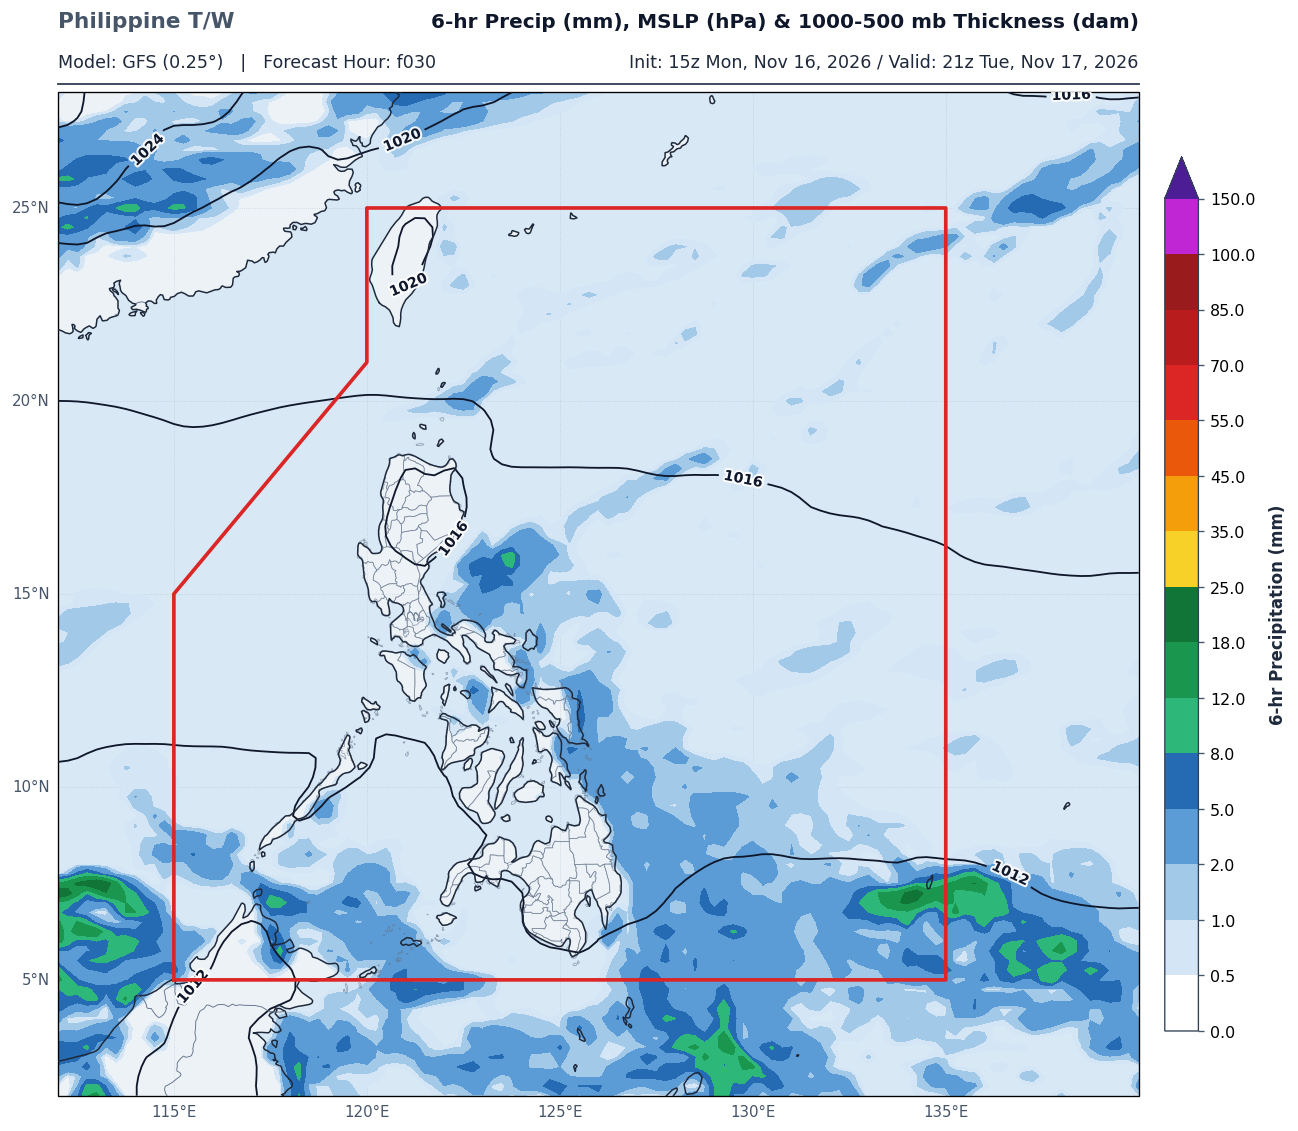 Philippine T/W
6-hr Precip (mm), MSLP (hPa) & 1000-500 mb Thickness (dam)
Model: GFS (0.25°) | Forecast Hour: f030
Init: 15z Mon, Nov 16, 2026 / Valid: 21z Tue, Nov 17, 2026
1016
1024
1020
1020
1016
1016
1012
1012
25°N
20°N
15°N
10°N
5°N
115°E
120°E
125°E
130°E
135°E
150.0
100.0
85.0
70.0
55.0
45.0
35.0
25.0
18.0
12.0
8.0
5.0
2.0
1.0
0.5
0.0
6-hr Precipitation (mm)